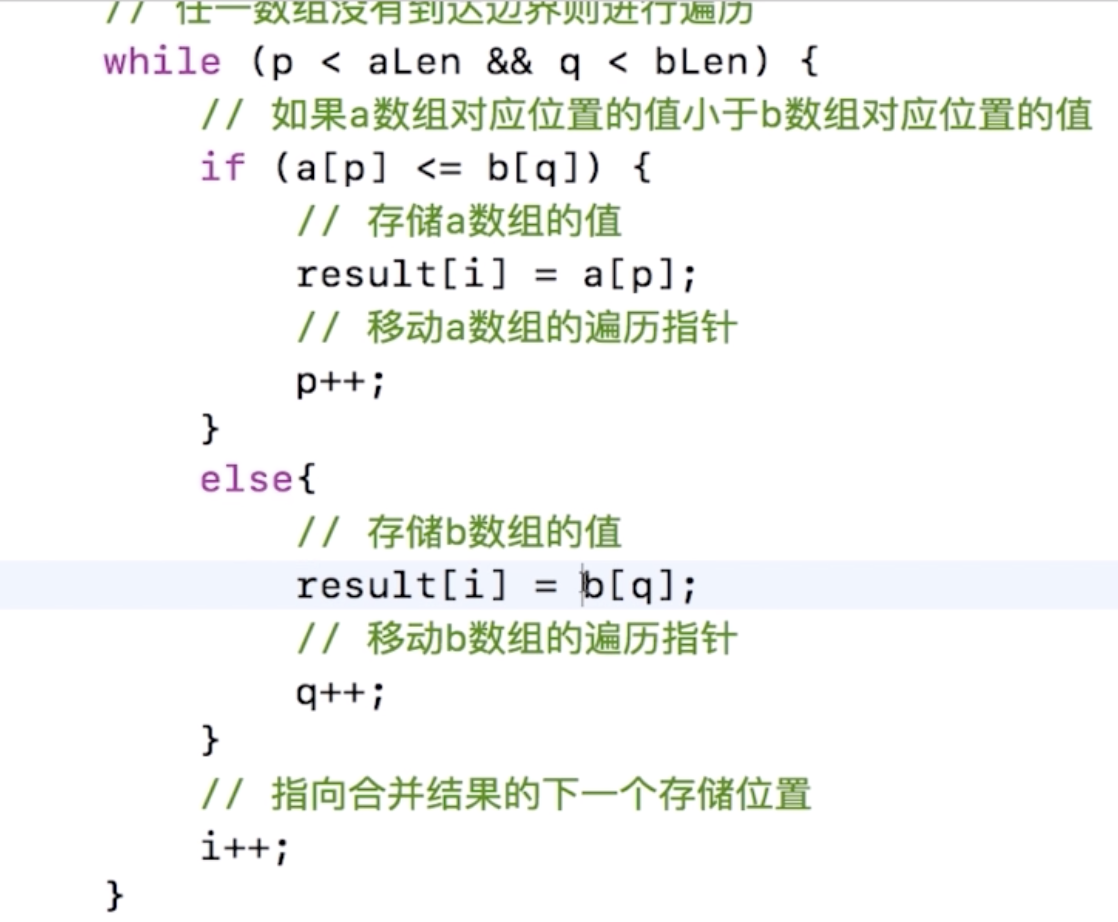 // 任一数组没有到达边界则进行遍历
while (p < aLen && q < bLen) {
// 如果a数组对应位置的值小于b数组对应位置的值
if (a[p] <= b[q]) {
// 存储a数组的值
result[i] = a[p];
// 移动a数组的遍历指针
p++;
}
else{
// 存储b数组的值
result[i] = b[q];
// 移动b数组的遍历指针
q++;
}
// 指向合并结果的下一个存储位置
i++;
}